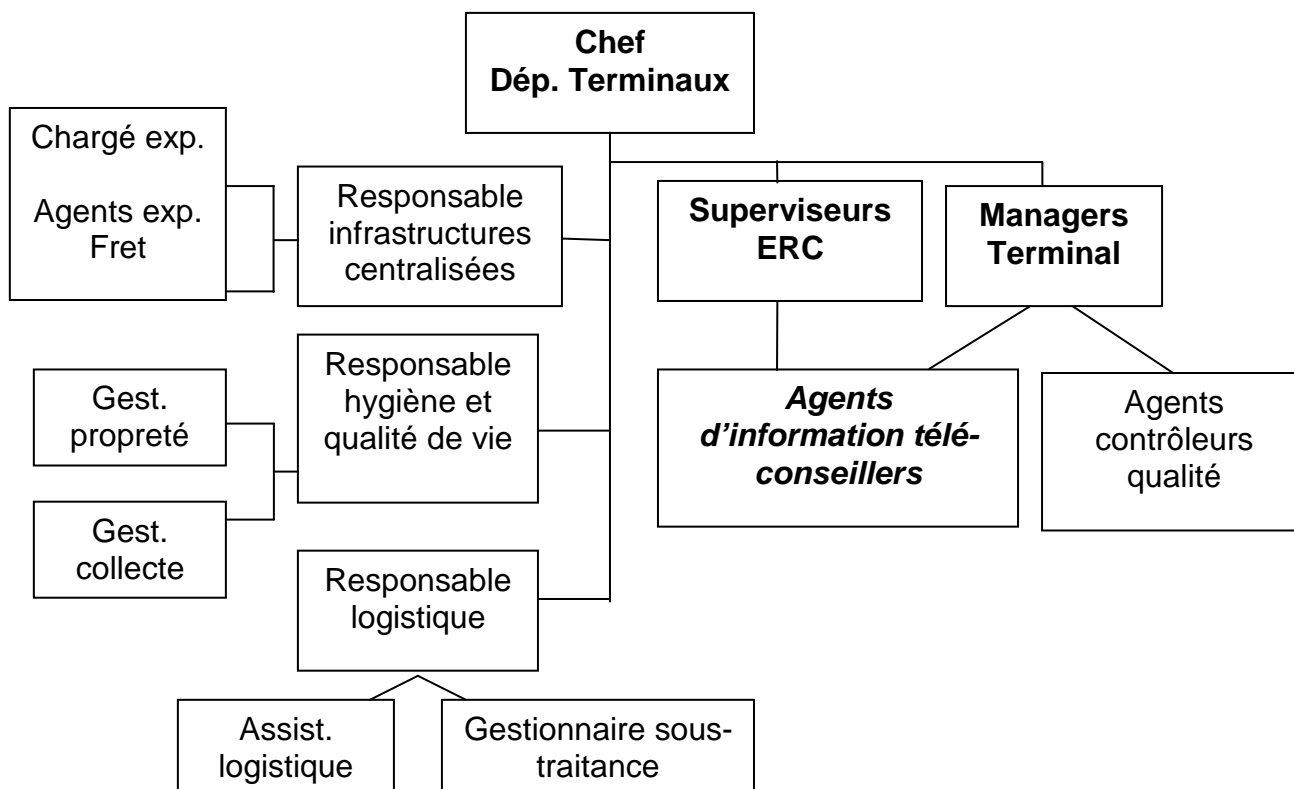 Chef
Dép. Terminaux
Chargé exp.
Agents exp.
Fret
Responsable
infrastructures
centralisées
Superviseurs
ERC
Managers
Terminal
Gest.
propreté
Responsable
hygiène et
qualité de vie
Agents
d’information télé-
conseillers
Agents
contrôleurs
qualité
Gest.
collecte
Responsable
logistique
Assist.
logistique
Gestionnaire sous-
traitance